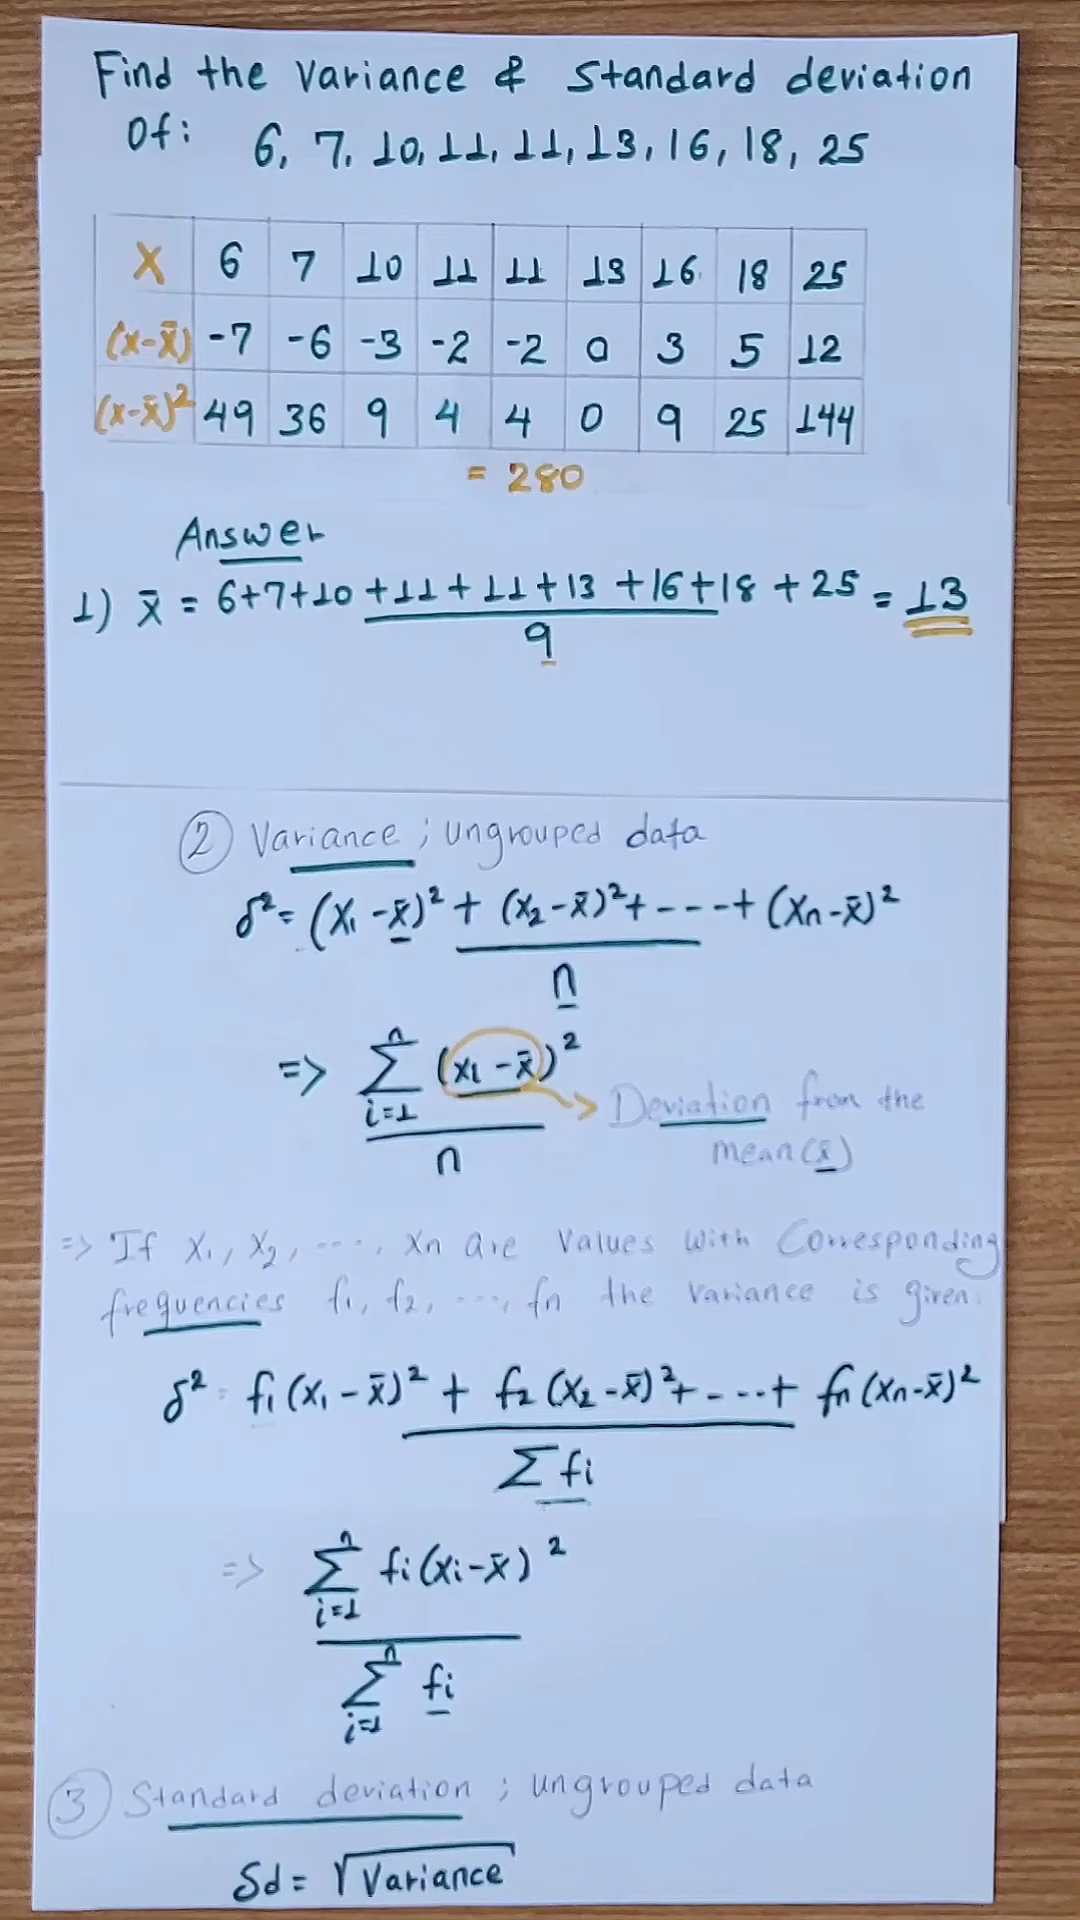 Find the Variance & Standard deviation
Of: 6, 7, 10, 11, 11, 13, 16, 18, 25
X 6 7 10 11 11 13 16 18 25
(x-x̄) -7 -6 -3 -2 -2 0 3 5 12
(x-x̄)² 49 36 9 4 4 0 9 25 144
= 280
Answer
1) x̄ = 6+7+10+11+11+13+16+18+25 = 13
9
② Variance ; ungrouped data
δ² = (X₁ - x̄)² + (X₂ - x̄)² + ---+ (Xn - x̄)²
n
=> n
∑ (x₁ - x̄)²
i=1
n
-> Deviation from the
mean (x̄)
=> If X₁, X₂, ...., Xn are Values with Corresponding
frequencies f₁, f₂, ..., fn the variance is given:
δ² = f₁(X₁ - x̄)² + f₂(X₂ - x̄)² + ---+ fn(Xn - x̄)²
∑ fi
=> n
∑ fi(Xi - x̄)²
i=1
n
∑ fi
i=1
③ Standard deviation ; ungrouped data
Sd = √Variance